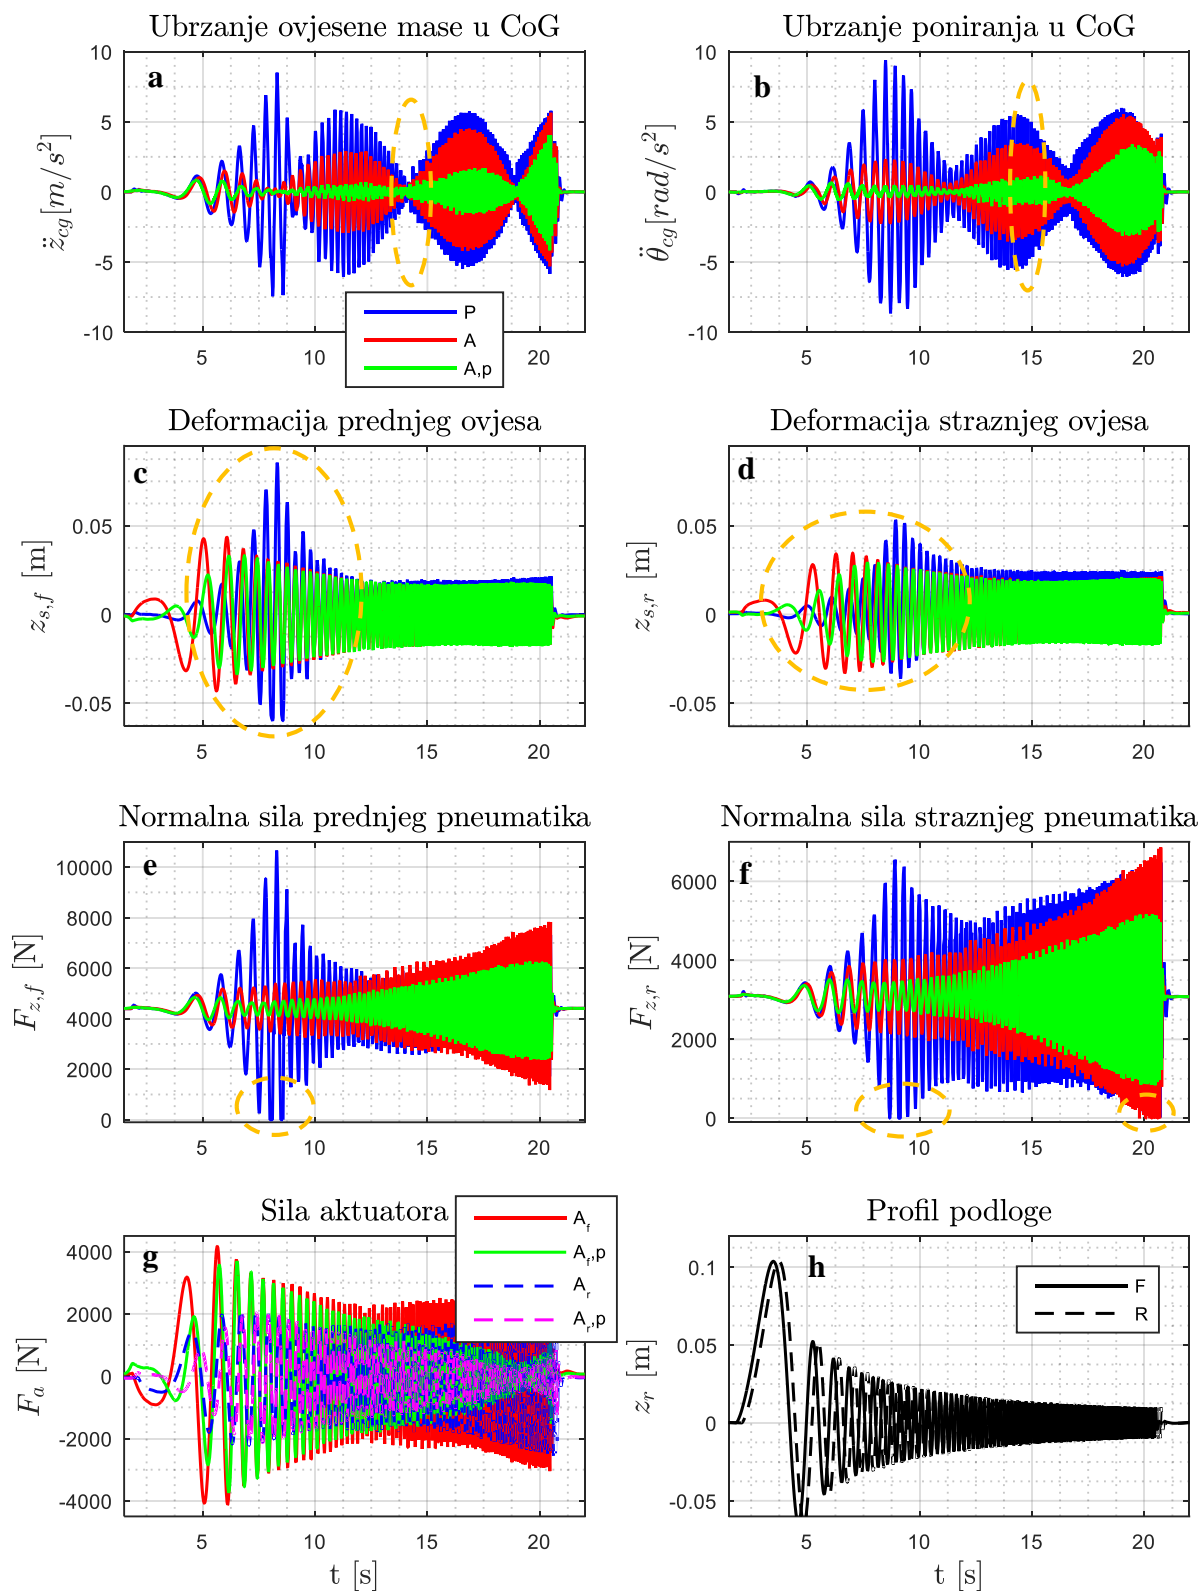 Ubrzanje ovjesene mase u CoG
a
10
5
0
-5
-10
z̈cg[m/s²]
5 10 15 20
P
A
A,p
Ubrzanje poniranja u CoG
b
10
5
0
-5
-10
θ̈cg[rad/s²]
5 10 15 20
Deformacija prednjeg ovjesa
c
0.05
0
-0.05
zs,f [m]
5 10 15 20
Deformacija straznjeg ovjesa
d
0.05
0
-0.05
zs,r [m]
5 10 15 20
Normalna sila prednjeg pneumatika
e
10000
8000
6000
4000
2000
0
Fz,f [N]
5 10 15 20
Normalna sila straznjeg pneumatika
f
6000
4000
2000
0
Fz,r [N]
5 10 15 20
Sila aktuatora
g
4000
2000
0
-2000
-4000
Fa [N]
5 10 15 20
t [s]
Af
Af,p
Ar
Ar,p
Profil podloge
h
0.1
0.05
0
-0.05
zr [m]
5 10 15 20
t [s]
F
R